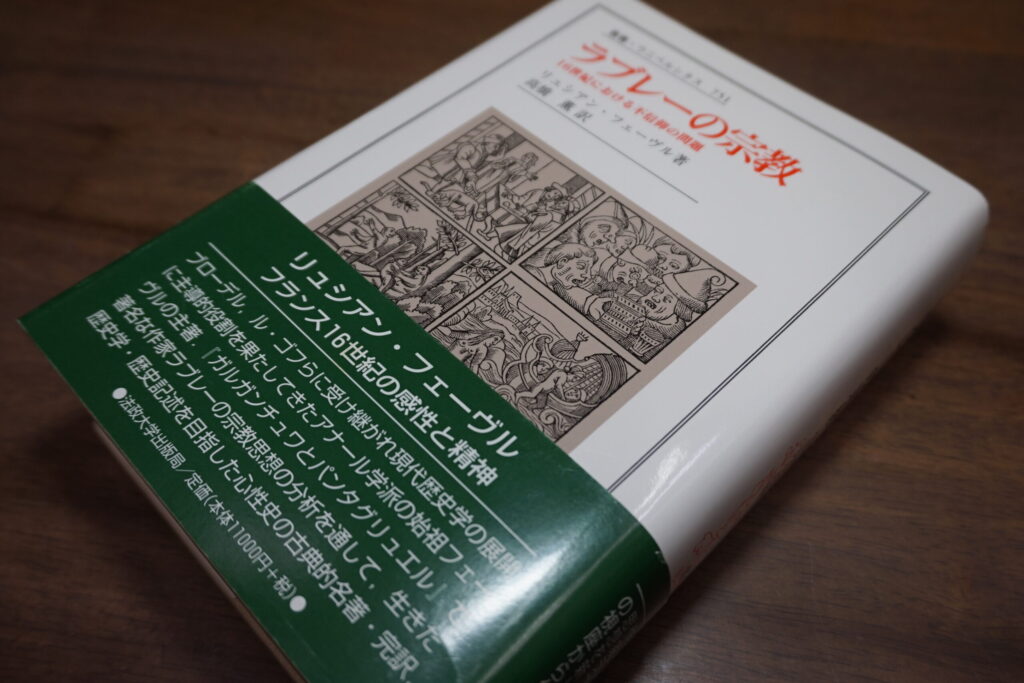 叢書・ウニベルシタス 751
ラブレーの宗教
16世紀における不信仰の問題
リュシアン・フェーヴル著
高橋 薫訳
リュシアン・フェーヴル
フランス16世紀の感性と精神
ブローデル，ル・ゴフらに受け継がれ現代歴史学の展開
に主導的役割を果たしてきたアナール学派の始祖フェー
ヴルの主著 『ガルガンチュワとパンタグリュエル』で
著名な作家ラブレーの宗教思想の分析を通して，生きた
歴史学・歴史記述を目指した心性史の古典的名著・完訳．
●法政大学出版局／定価(本体11000円＋税)●